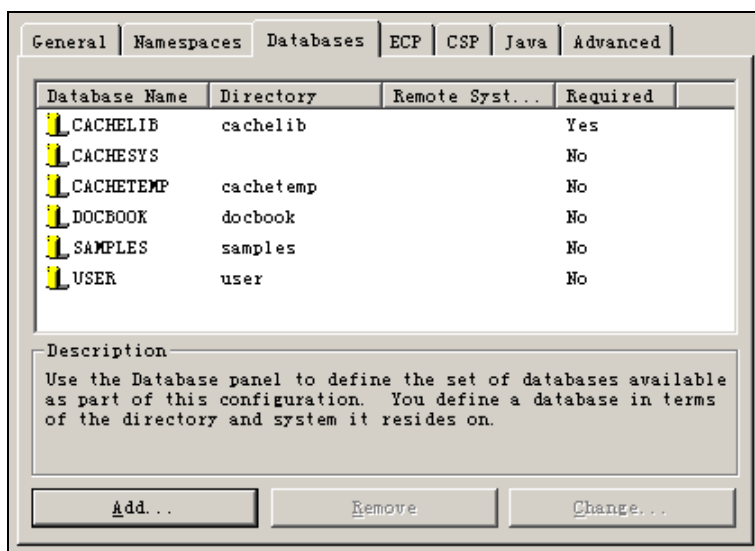 General Namespaces Databases ECP CSP Java Advanced
Database Name Directory Remote Syst... Required
CACHELIB cachelib Yes
CACHESYS No
CACHETEMP cachetemp No
DOCBOOK docbook No
SAMPLES samples No
USER user No
Description
Use the Database panel to define the set of databases available
as part of this configuration. You define a database in terms
of the directory and system it resides on.
Add... Remove Change...